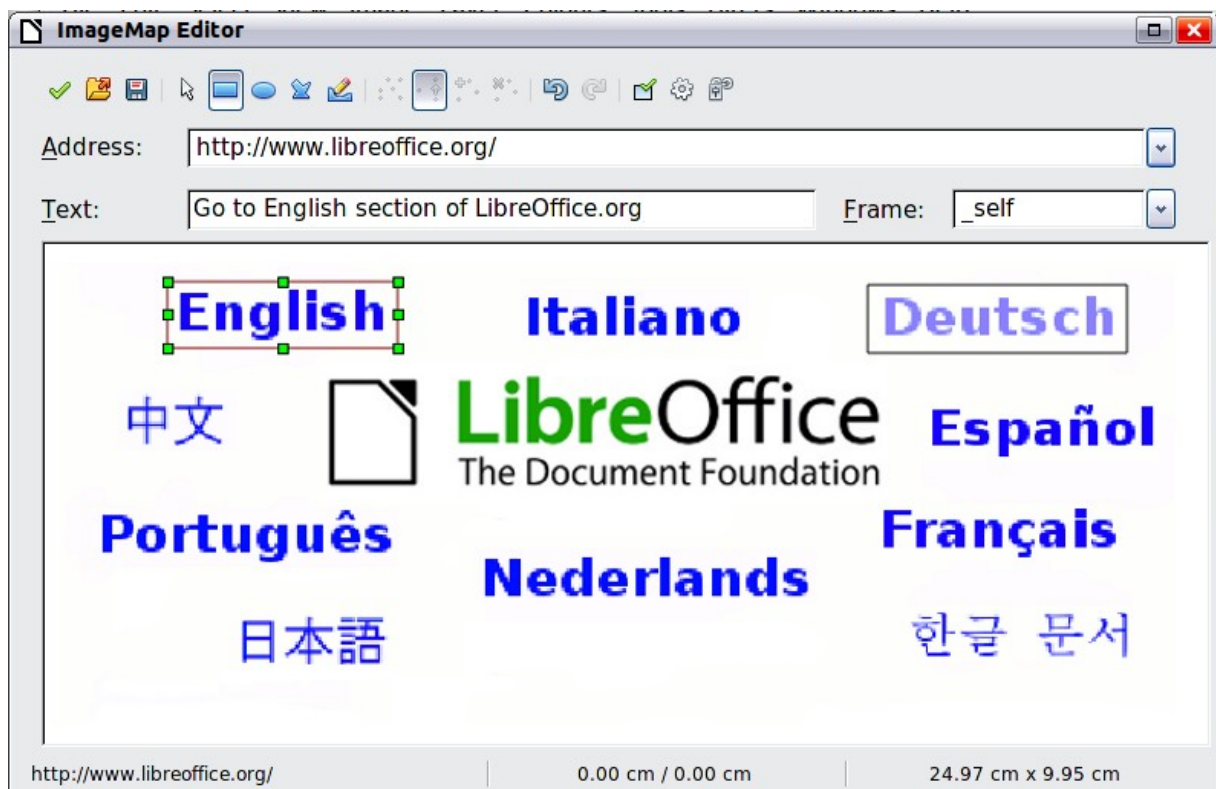 ImageMap Editor
Address: http://www.libreoffice.org/
Text: Go to English section of LibreOffice.org Frame: _self
English Italiano Deutsch
中文 LibreOffice Español
The Document Foundation
Português Français
Nederlands
日本語 한글 문서
http://www.libreoffice.org/ 0.00 cm / 0.00 cm 24.97 cm x 9.95 cm